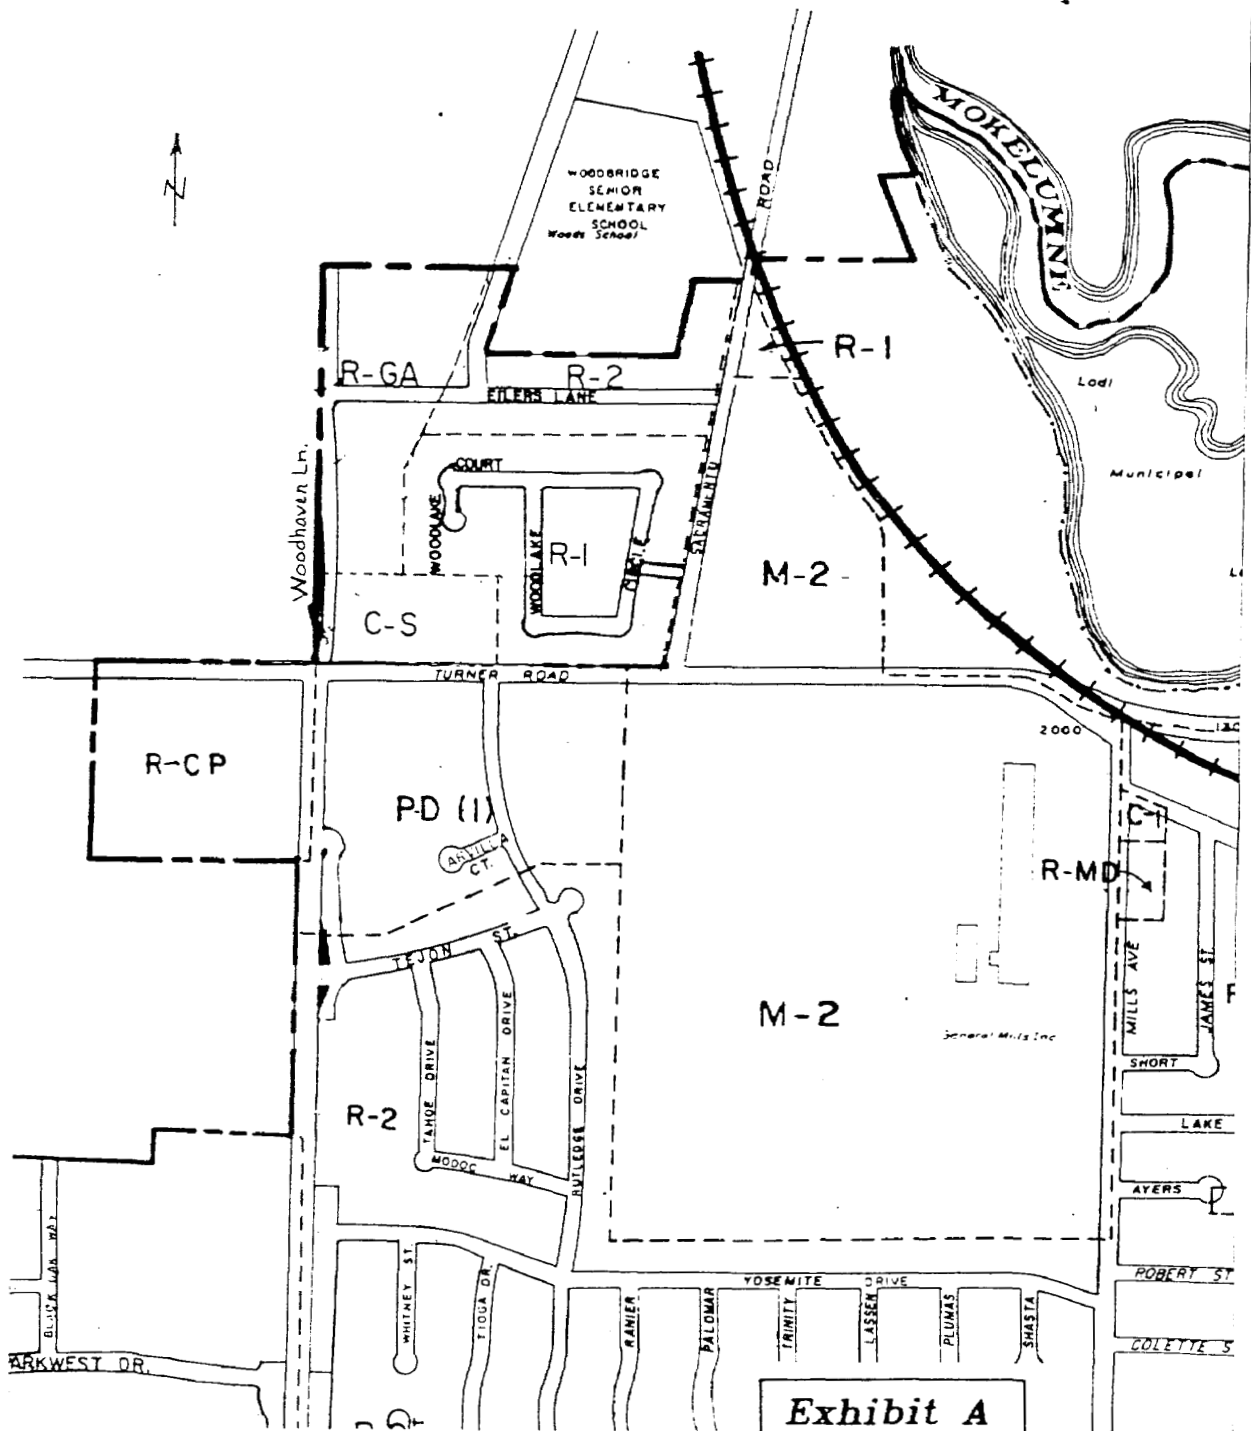 MOKELUMNE
N
WOODBRIDGE
SENIOR
ELEMENTARY
SCHOOL
Woods School
ROAD
R-GA
R-2
EILERS LANE
R-1
Lodi
Municipal
Woodhaven Ln.
COURT
WOODLAKE
WOODLAKE
R-1
CIRCLE
SACRAMENTO
M-2
C-S
TURNER ROAD
2000
R-CP
PD (1)
ARVILLA
CT.
C-1
R-MD
TEJON ST.
MILLS AVE
JAMES ST.
M-2
General Mills Inc
TAHOE DRIVE
EL CAPITAN DRIVE
RUTLEDGE DRIVE
SHORT
R-2
LAKE
MODOC WAY
AYERS
BLACK OAK WAY
WHITNEY ST.
TIOGA DR.
YOSEMITE DRIVE
ROBERT ST
RANIER
PALOMAR
TRINITY
LASSEN
PLUMAS
SHASTA
COLETTE S
ARKWEST DR.
Exhibit A